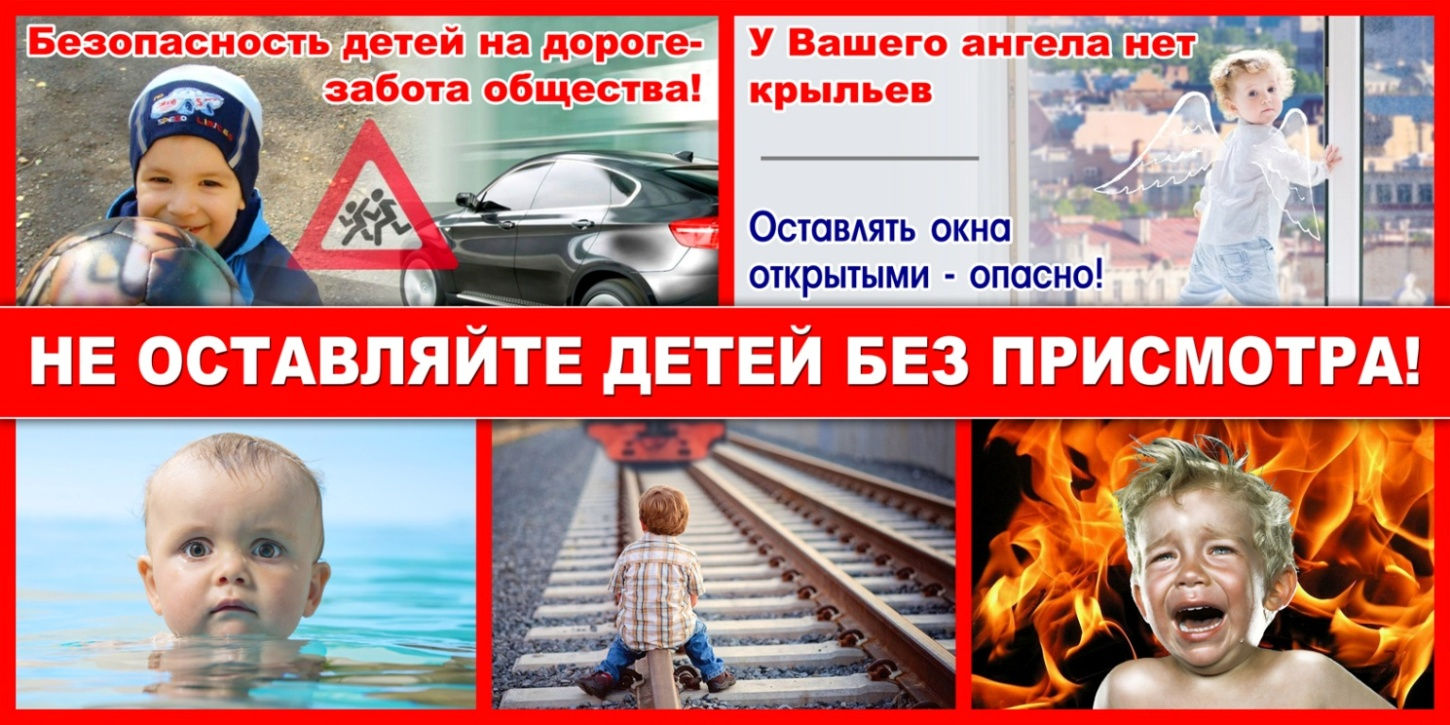 Безопасность детей на дороге-
забота общества!
У Вашего ангела нет
крыльев
Оставлять окна
открытыми - опасно!
НЕ ОСТАВЛЯЙТЕ ДЕТЕЙ БЕЗ ПРИСМОТРА!